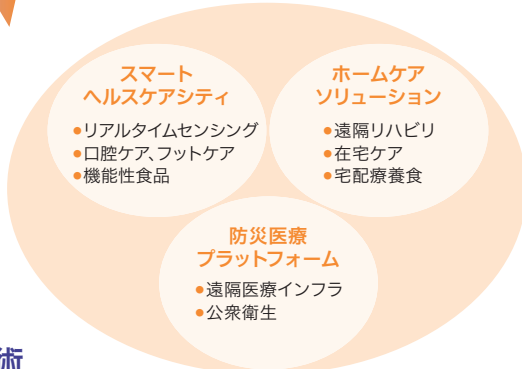 スマート
ヘルスケアシティ
●リアルタイムセンシング
●口腔ケア、フットケア
●機能性食品
ホームケア
ソリューション
●遠隔リハビリ
●在宅ケア
●宅配療養食
防災医療
プラットフォーム
●遠隔医療インフラ
●公衆衛生
術